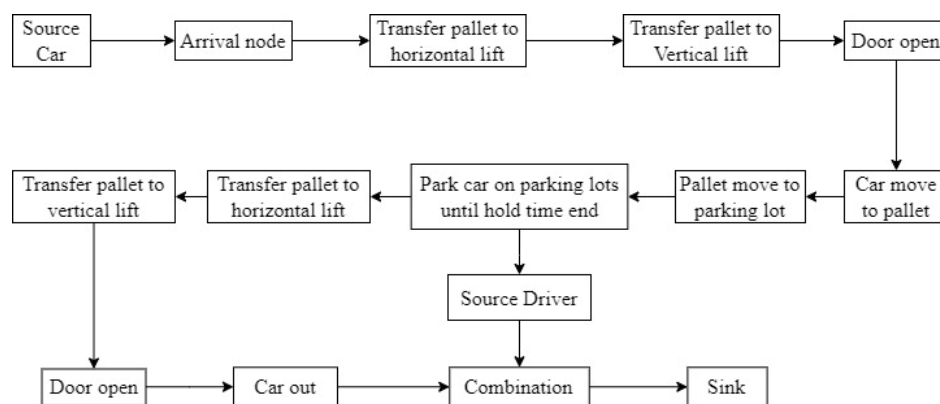 Source
Car
Arrival node
Transfer pallet to
horizontal lift
Transfer pallet to
Vertical lift
Door open
Transfer pallet to
vertical lift
Transfer pallet to
horizontal lift
Park car on parking lots
until hold time end
Pallet move to
parking lot
Car move
to pallet
Source Driver
Door open
Car out
Combination
Sink